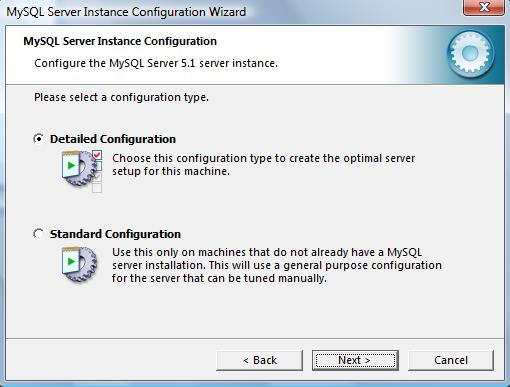 MySQL Server Instance Configuration Wizard
MySQL Server Instance Configuration
Configure the MySQL Server 5.1 server instance.
Please select a configuration type.
Detailed Configuration
Choose this configuration type to create the optimal server
setup for this machine.
Standard Configuration
Use this only on machines that do not already have a MySQL
server installation. This will use a general purpose configuration
for the server that can be tuned manually.
< Back
Next >
Cancel